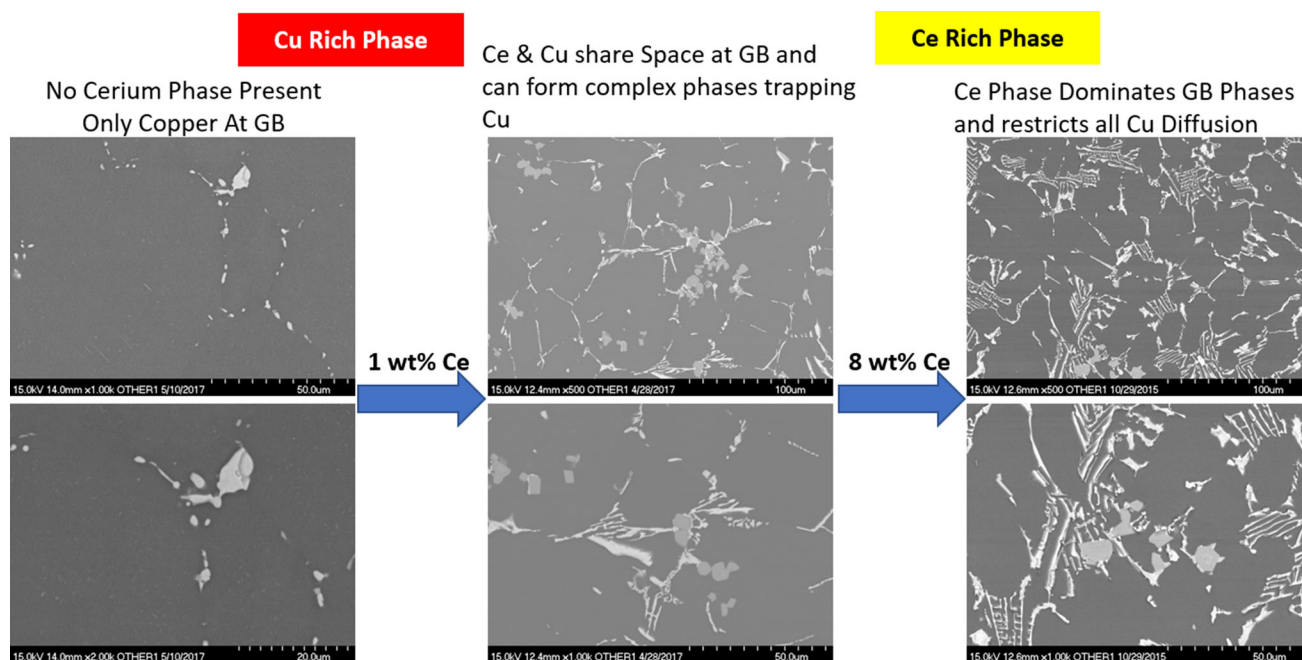 Cu Rich Phase
Ce Rich Phase
No Cerium Phase Present
Only Copper At GB
Ce & Cu share Space at GB and
can form complex phases trapping
Cu
Ce Phase Dominates GB Phases
and restricts all Cu Diffusion
15.0kV 14.0mm x1.00k OTHER1 5/10/2017
50.0um
1 wt% Ce
15.0kV 12.4mm x500 OTHER1 4/28/2017
100um
8 wt% Ce
15.0kV 12.6mm x500 OTHER1 10/29/2015
100um
15.0kV 14.0mm x2.00k OTHER1 5/10/2017
20.0um
15.0kV 12.4mm x1.00k OTHER1 4/28/2017
50.0um
15.0kV 12.6mm x1.00k OTHER1 10/29/2015
50.0um